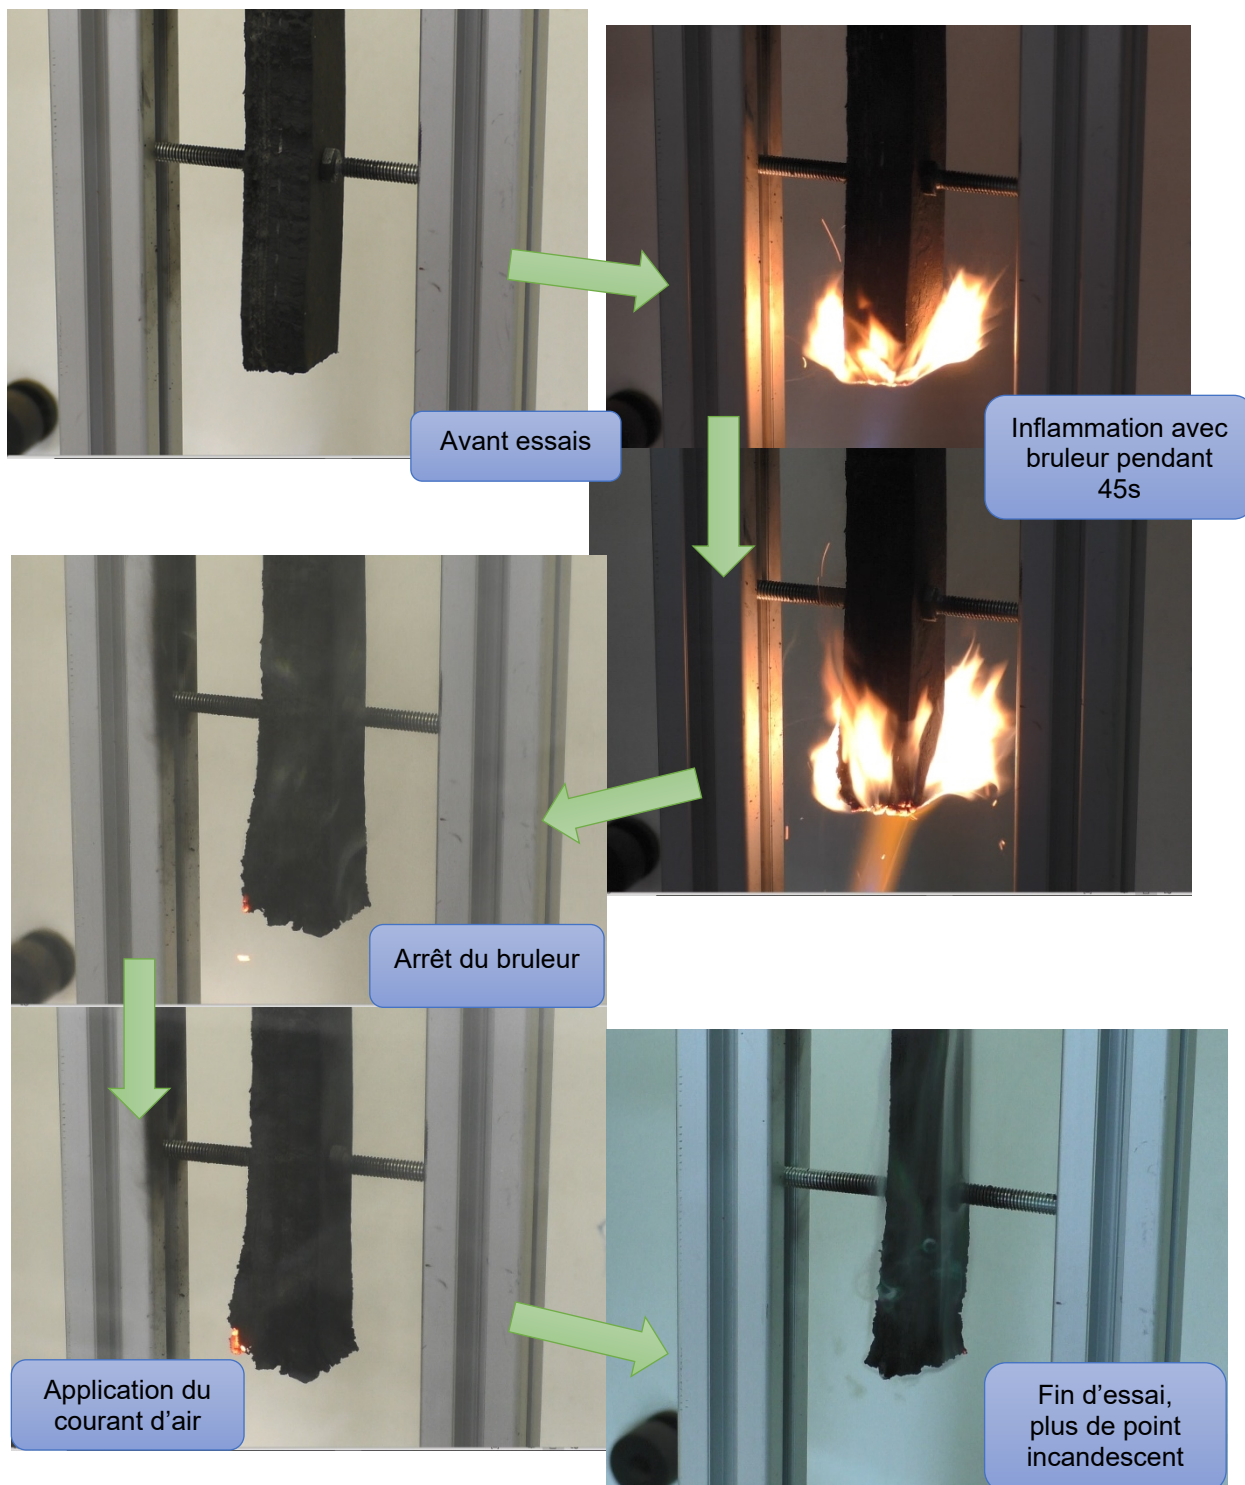 Avant essais
Inflammation avec
bruleur pendant
45s
Arrêt du bruleur
Application du
courant d'air
Fin d'essai,
plus de point
incandescent